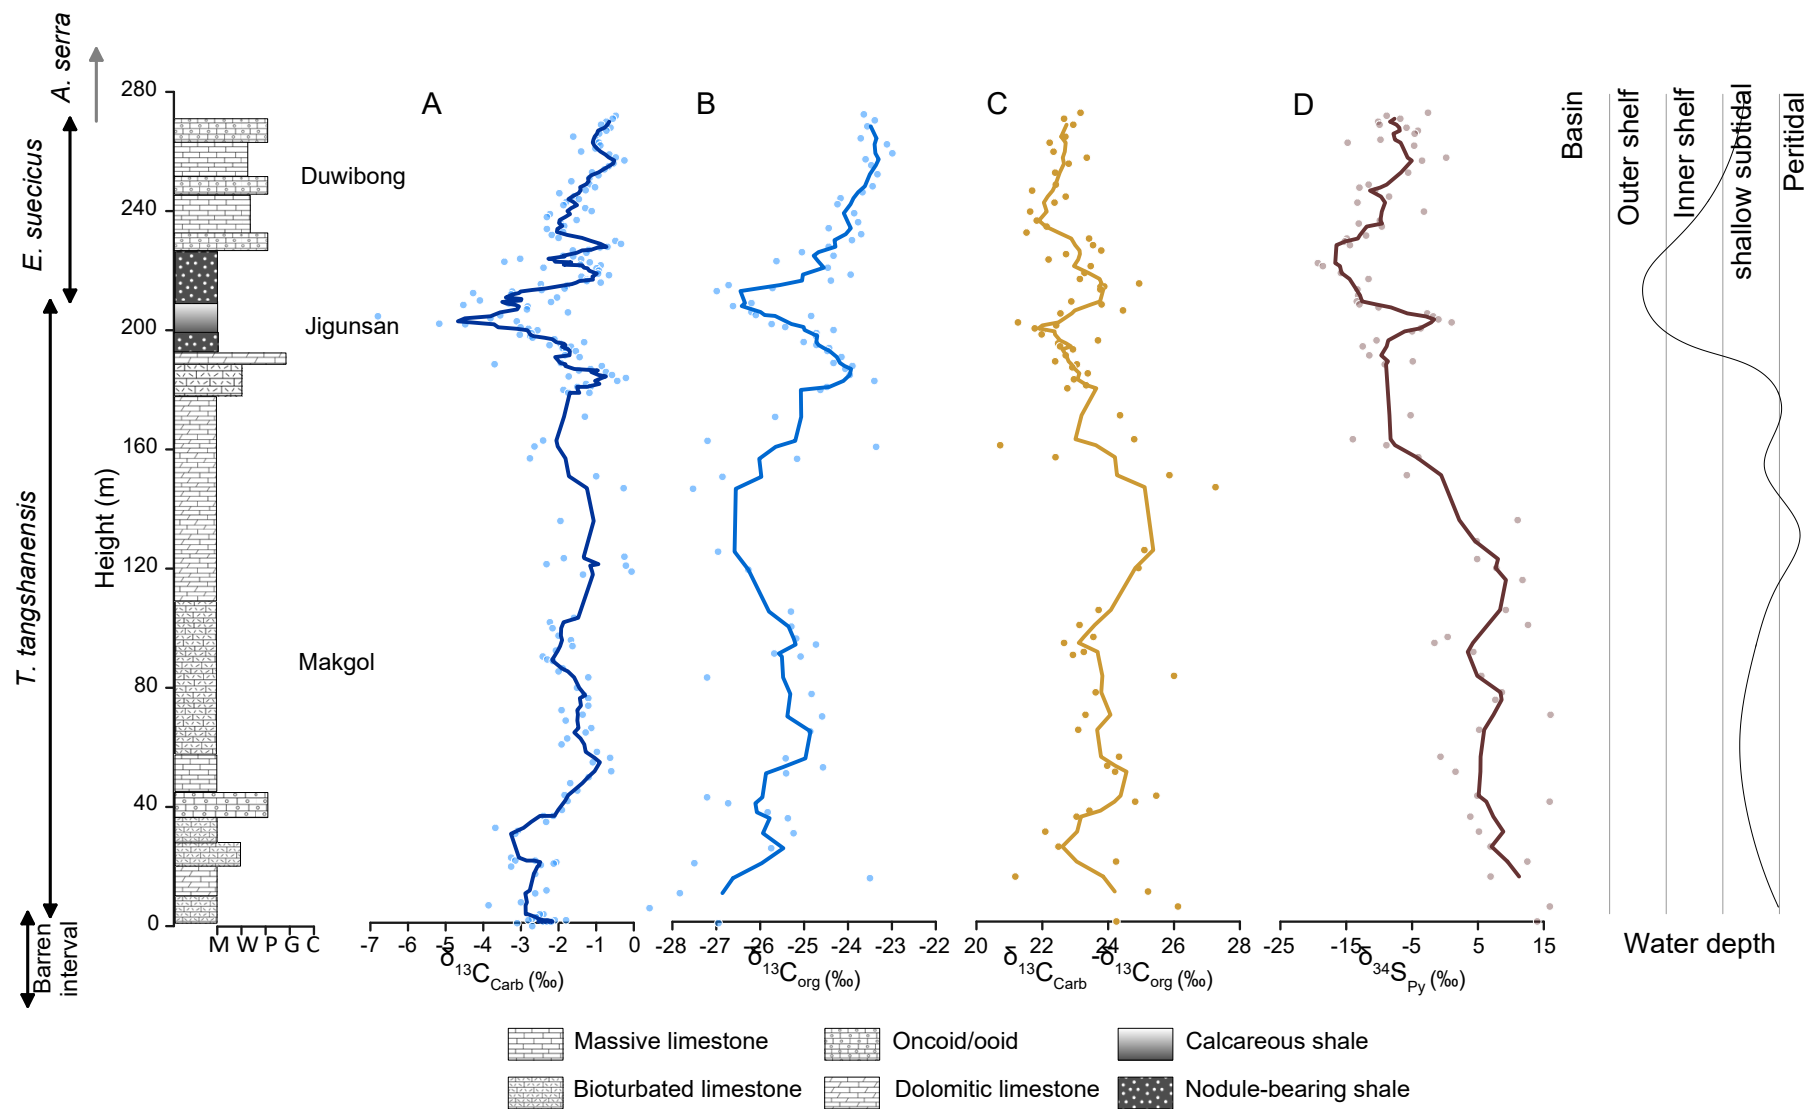 A. serra
E. suecicus
T. tangshanensis
Barren
interval
Height (m)
280
240
200
160
120
80
40
0
M W P G C
Duwibong
Jigunsan
Makgol
A
-7 -6 -5 -4 -3 -2 -1 0
δ13CCarb (‰)
B
-28 -27 -26 -25 -24 -23 -22
δ13Corg (‰)
C
20 22 24 26 28
δ13CCarb -δ13Corg (‰)
D
-25 -15 -5 5 15
δ34SPy (‰)
Basin
Outer shelf
Inner shelf
shallow subtidal
Peritidal
Water depth
Massive limestone
Oncoid/ooid
Calcareous shale
Bioturbated limestone
Dolomitic limestone
Nodule-bearing shale